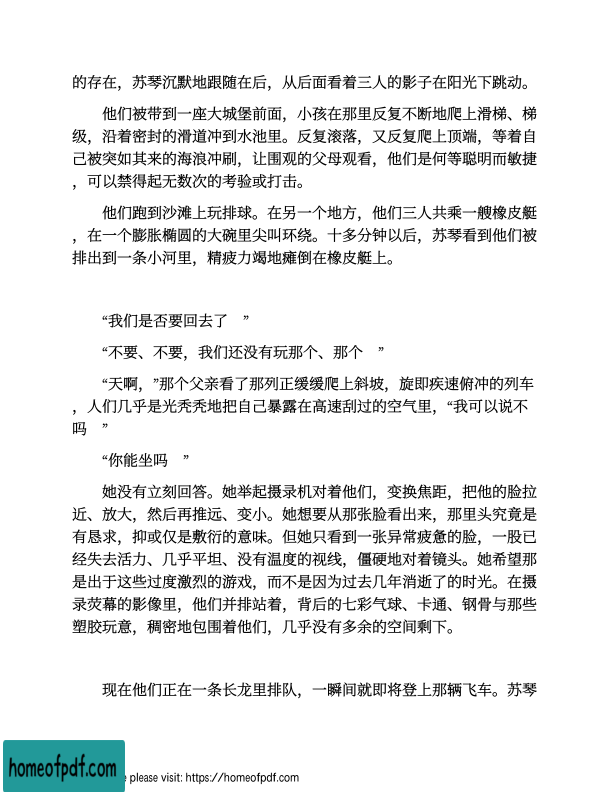 的存在，苏琴沉默地跟随在后，从后面看着三人的影子在阳光下跳动。
他们被带到一座大城堡前面，小孩在那里反复不断地爬上滑梯、梯
级，沿着密封的滑道冲到水池里。反复滚落，又反复爬上顶端，等着自
己被突如其来的海浪冲刷，让围观的父母观看，他们是何等聪明而敏捷
，可以禁得起无数次的考验或打击。
他们跑到沙滩上玩排球。在另一个地方，他们三人共乘一艘橡皮艇
，在一个膨胀椭圆的大碗里尖叫环绕。十多分钟以后，苏琴看到他们被
排出到一条小河里，精疲力竭地瘫倒在橡皮艇上。
“我们是否要回去了　”
“不要、不要，我们还没有玩那个、那个　”
“天啊，”那个父亲看了那列正缓缓爬上斜坡，旋即疾速俯冲的列车
，人们几乎是光秃秃地把自己暴露在高速刮过的空气里，“我可以说不
吗　”
“你能坐吗　”
她没有立刻回答。她举起摄录机对着他们，变换焦距，把他的脸拉
近、放大，然后再推远、变小。她想要从那张脸看出来，那里头究竟是
有恳求，抑或仅是敷衍的意味。但她只看到一张异常疲惫的脸，一股已
经失去活力、几乎平坦、没有温度的视线，僵硬地对着镜头。她希望那
是出于这些过度激烈的游戏，而不是因为过去几年消逝了的时光。在摄
录荧幕的影像里，他们并排站着，背后的七彩气球、卡通、钢骨与那些
塑胶玩意，稠密地包围着他们，几乎没有多余的空间剩下。
现在他们正在一条长龙里排队，一瞬间就即将登上那辆飞车。苏琴
homeofpdf.com
please visit: https://homeofpdf.com